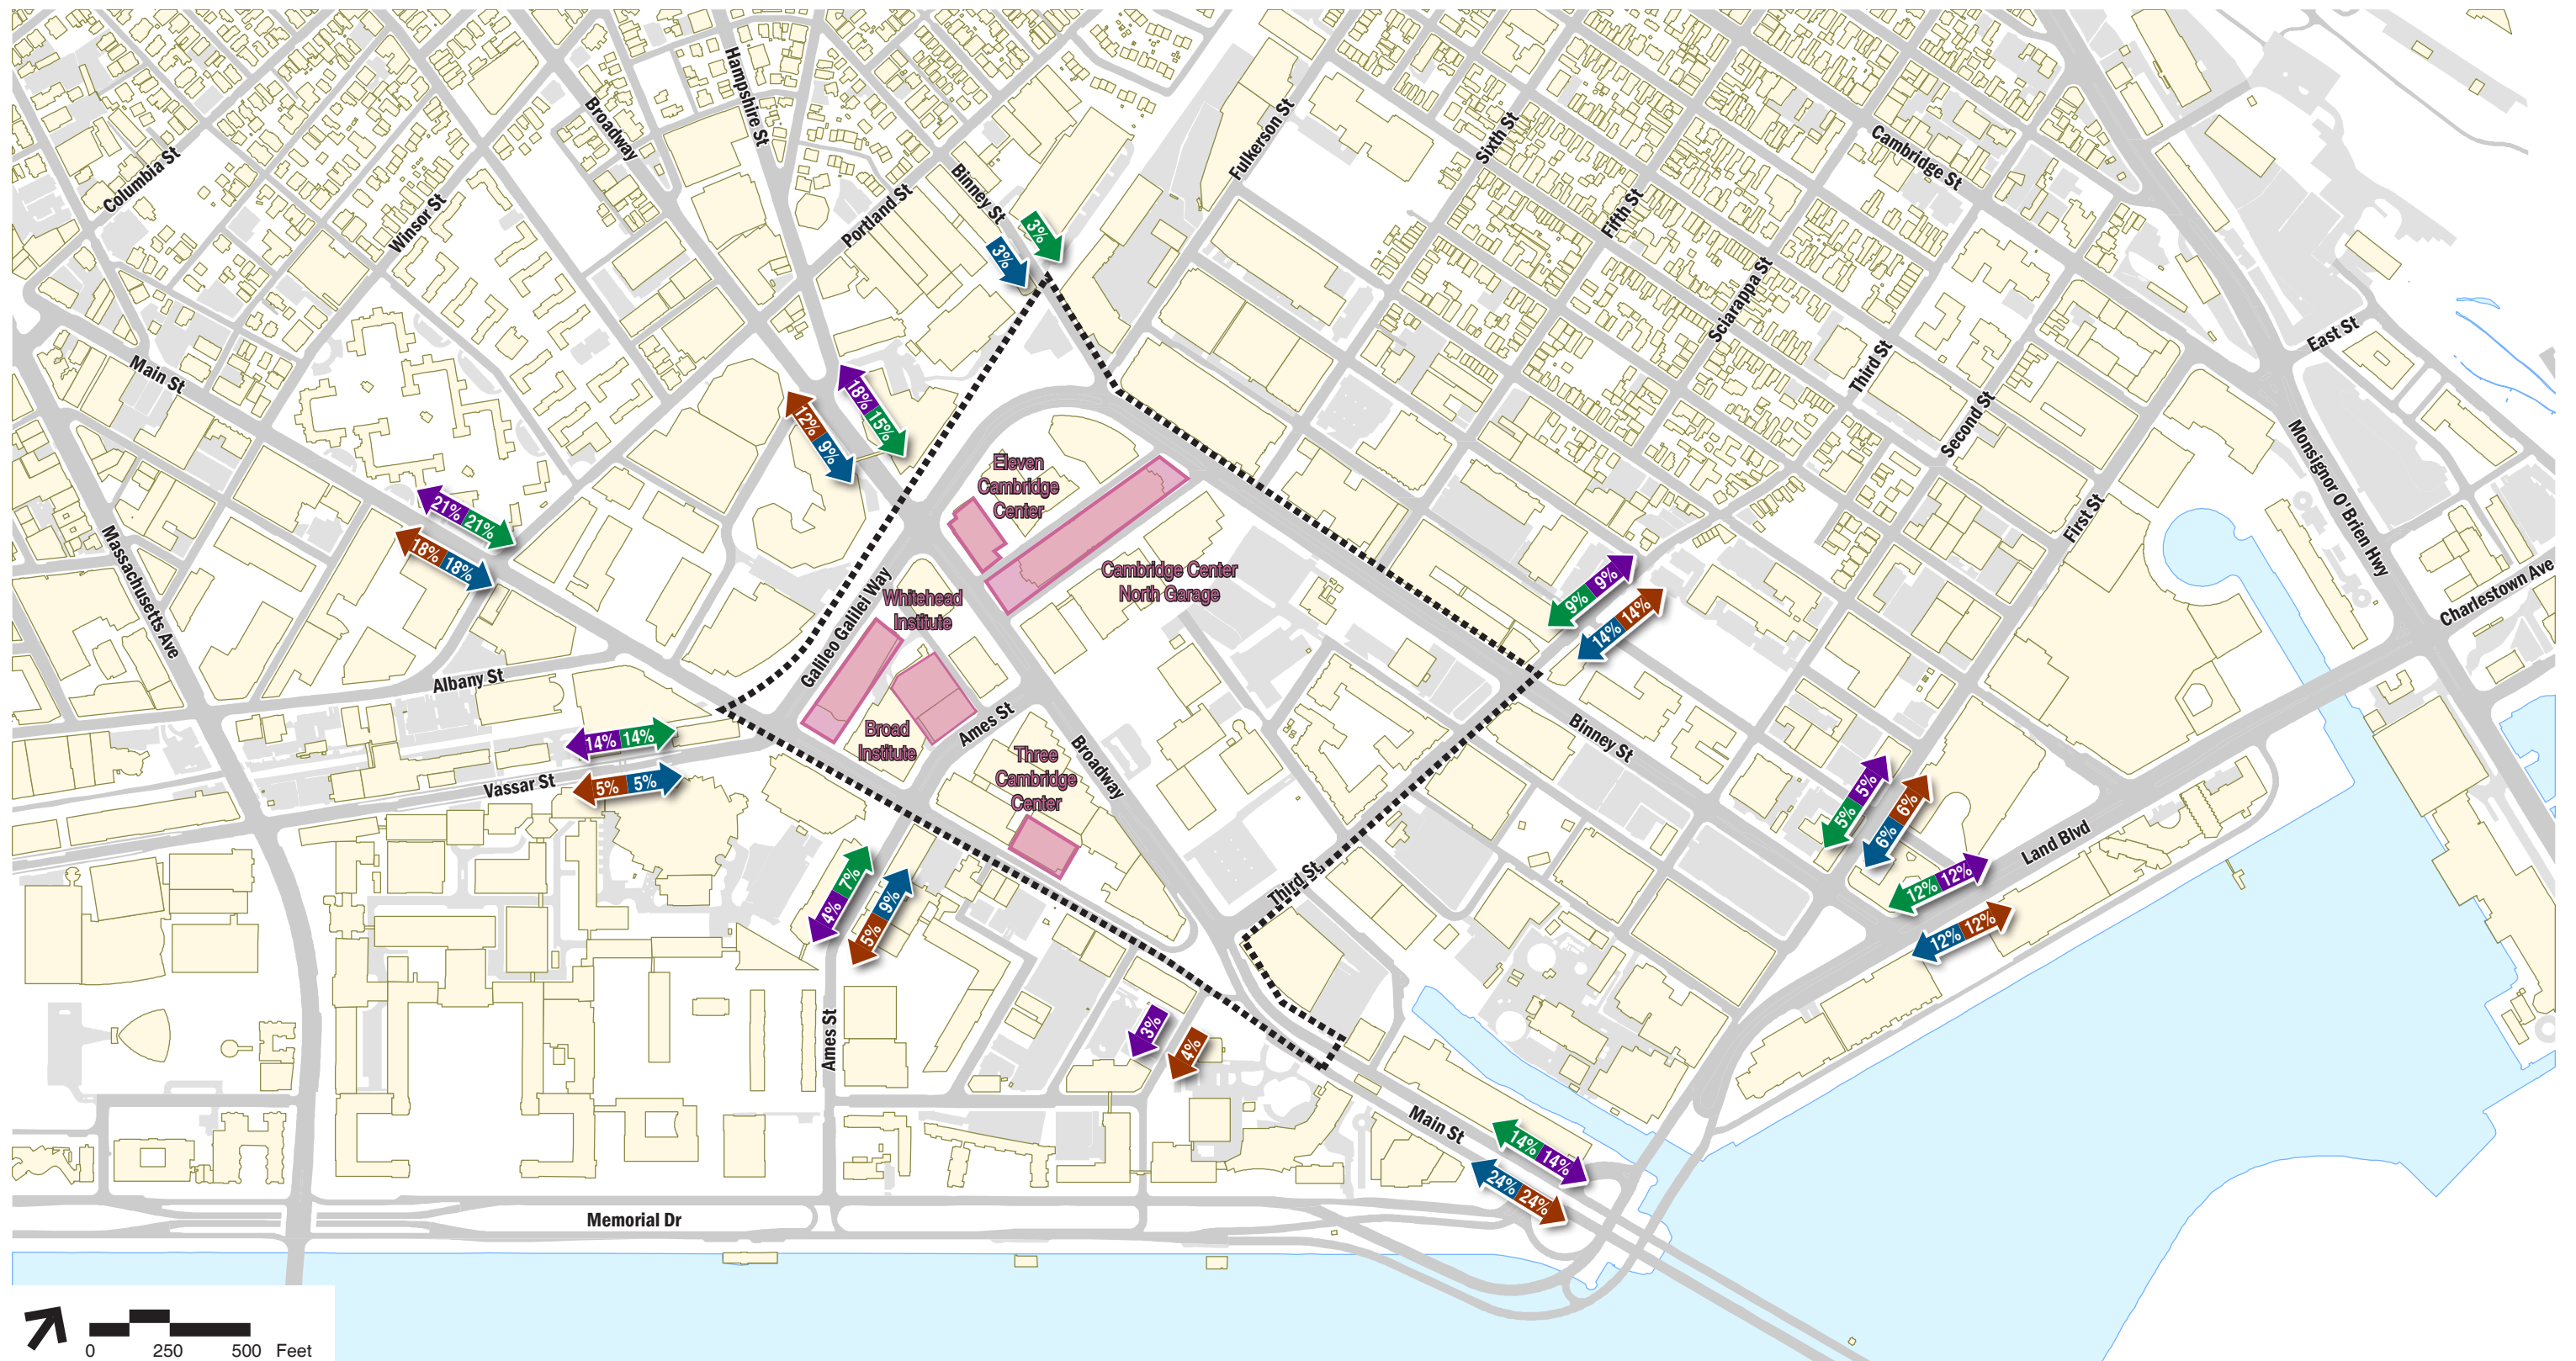 Hampshire St
Broadway
Columbia St
Winsor St
Portland St
Binney St
3%
3%
Fulkerson St
Sixth St
Fifth St
Cambridge St
Sciarappa St
Third St
Second St
First St
East St
Monsignor O'Brien Hwy
Charlestown Ave
Main St
Massachusetts Ave
18%
15%
12%
9%
21%
21%
18%
18%
Eleven
Cambridge
Center
Cambridge Center
North Garage
Whitehead
Institute
Galileo Galilei Way
Broad
Institute
Ames St
Three
Cambridge
Center
Broadway
9%
9%
14%
14%
Binney St
Albany St
14%
14%
5%
5%
Vassar St
Third St
5%
5%
6%
6%
Land Blvd
12%
12%
12%
12%
7%
4%
9%
5%
Ames St
3%
4%
Main St
14%
14%
24%
24%
Memorial Dr
0 250 500 Feet